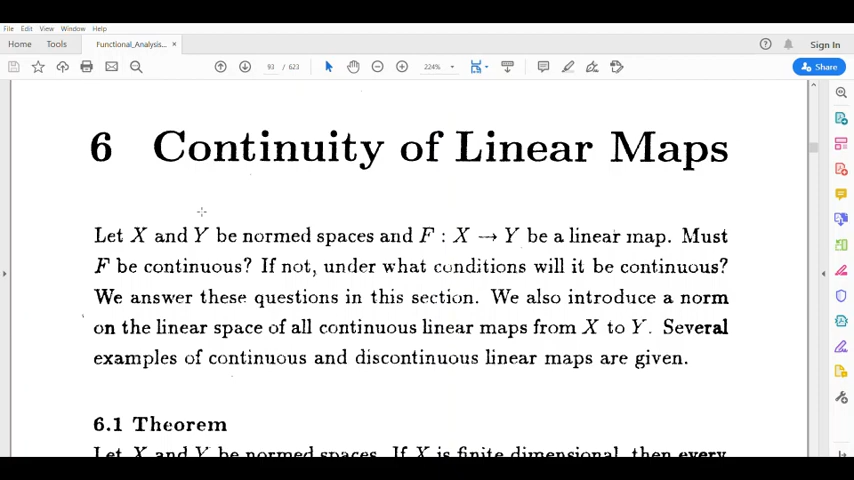 File Edit View Window Help
Home Tools Functional_Analysis... × Sign In
93 / 623 224% Share
6 Continuity of Linear Maps
Let X and Y be normed spaces and F : X → Y be a linear map. Must
F be continuous? If not, under what conditions will it be continuous?
We answer these questions in this section. We also introduce a norm
on the linear space of all continuous linear maps from X to Y. Several
examples of continuous and discontinuous linear maps are given.
6.1 Theorem
Let X and Y be normed spaces. If X is finite dimensional, then every